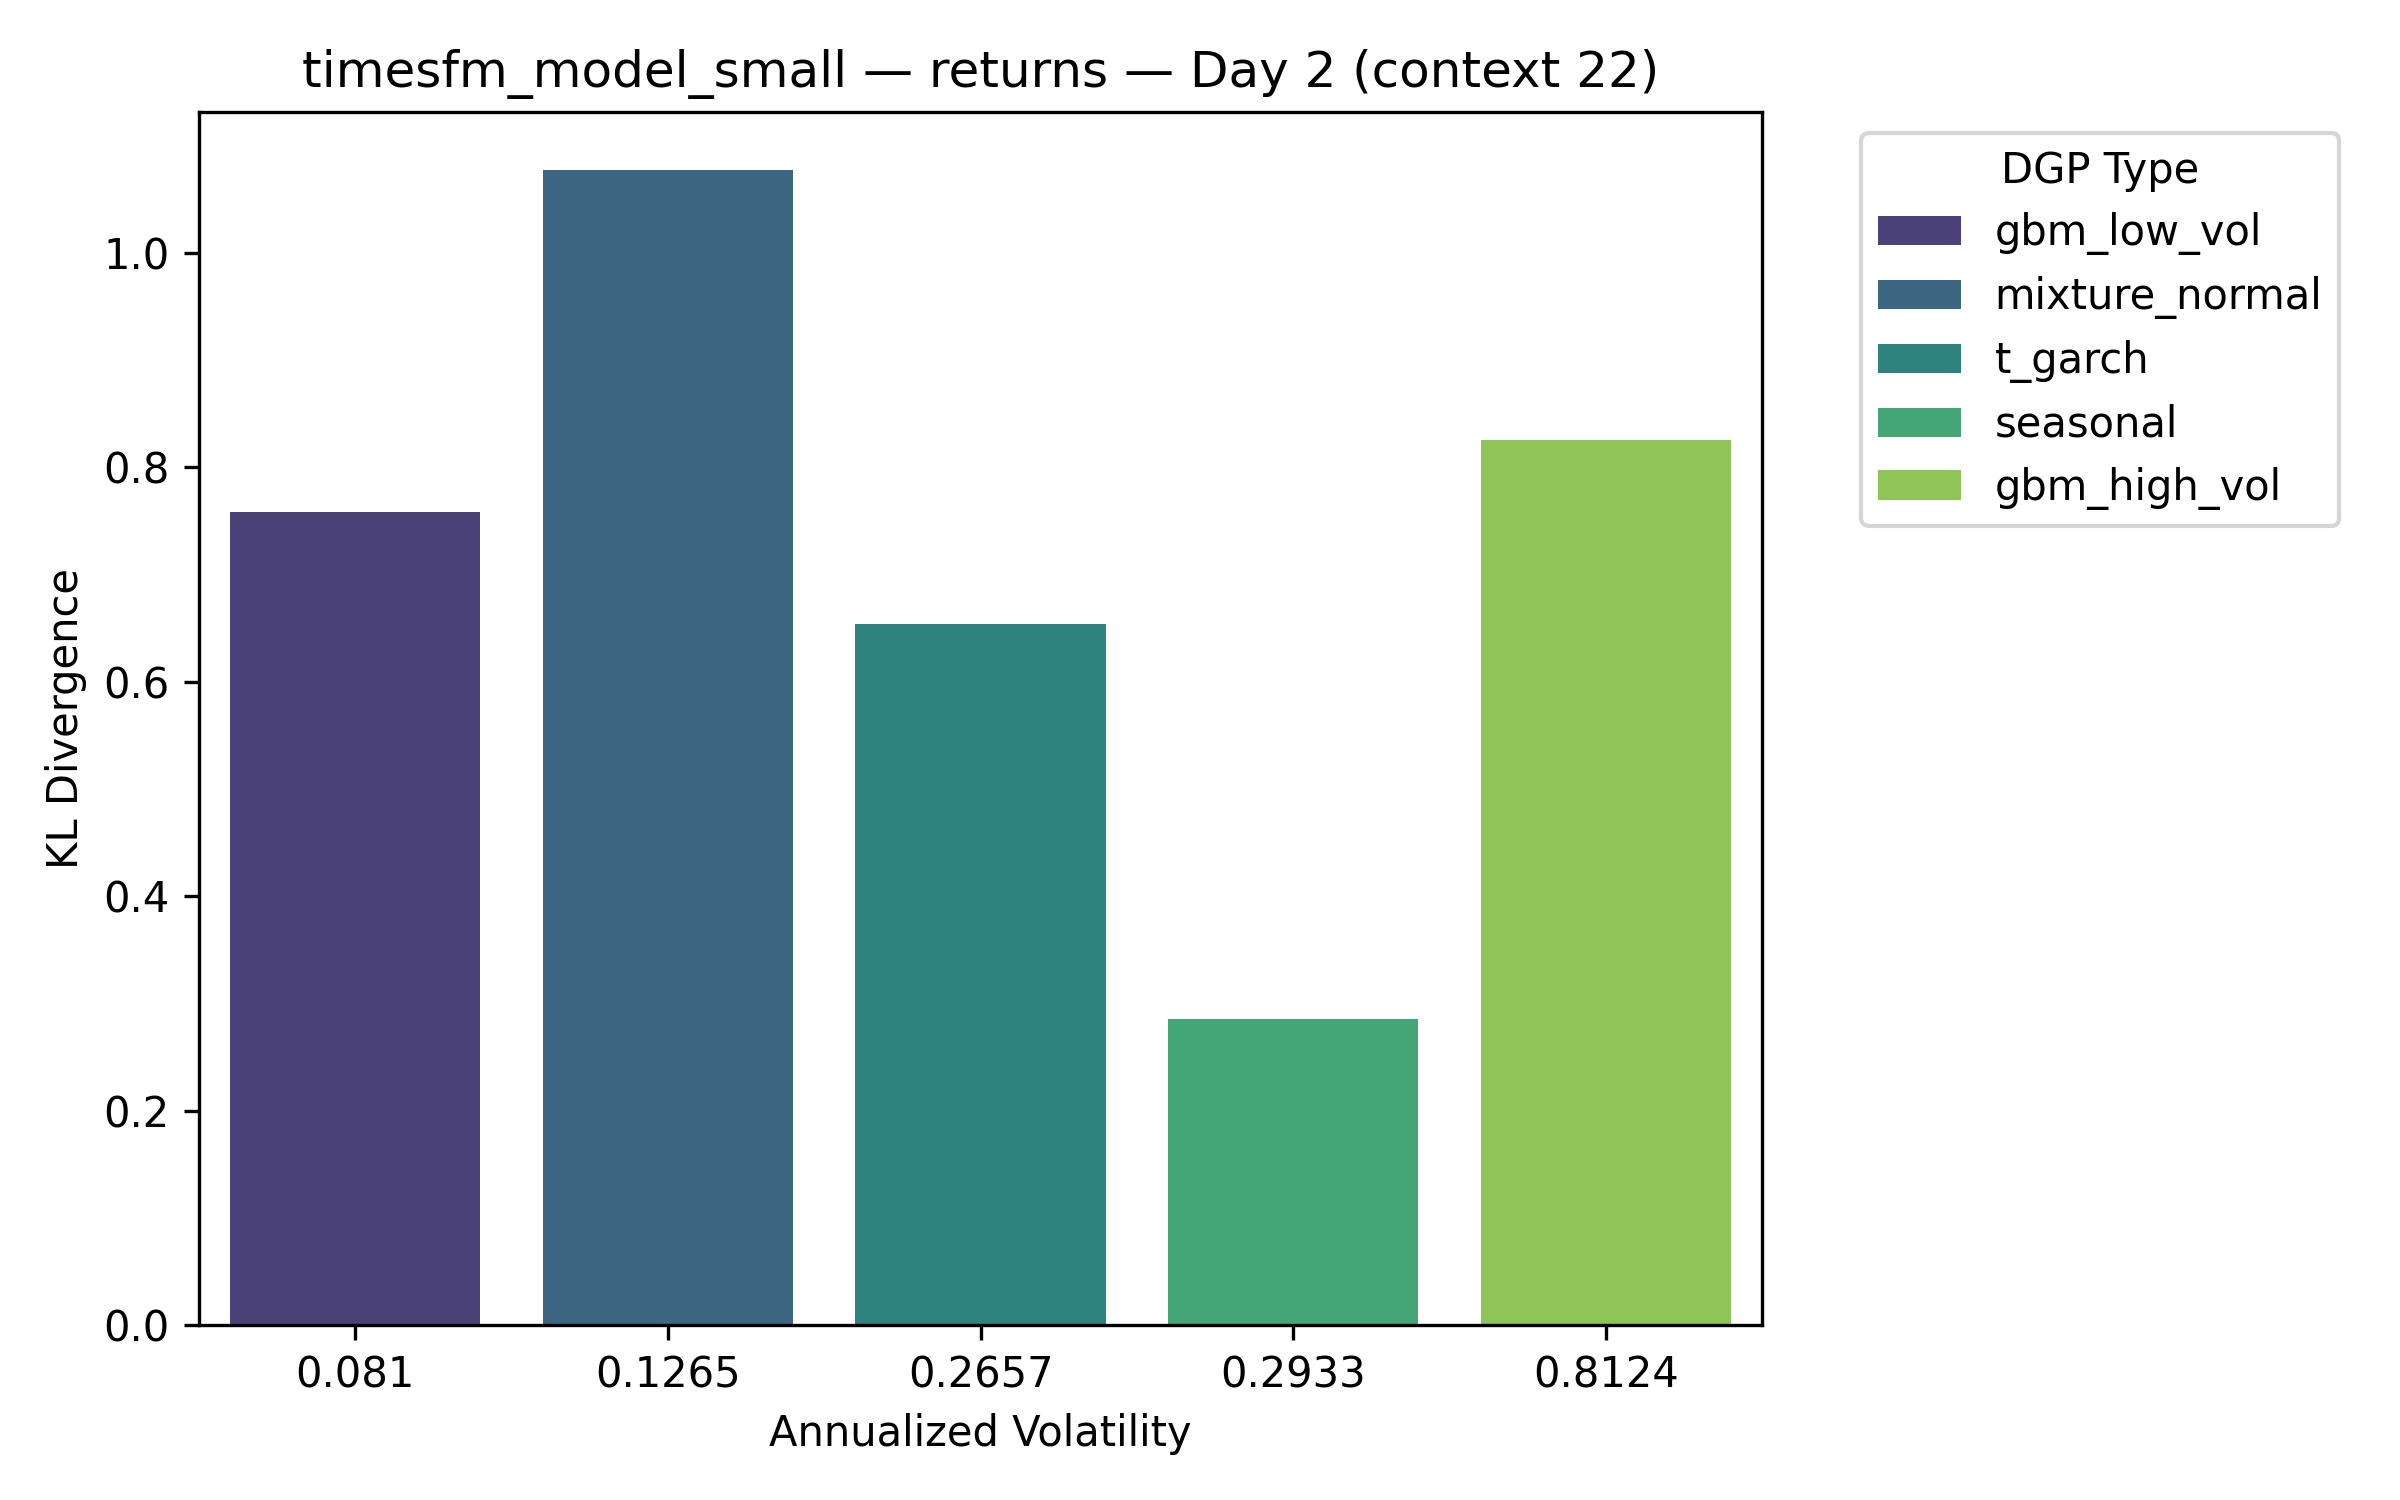 timesfm_model_small — returns — Day 2 (context 22)
DGP Type
gbm_low_vol
mixture_normal
t_garch
seasonal
gbm_high_vol
KL Divergence
1.0
0.8
0.6
0.4
0.2
0.0
0.081 0.1265 0.2657 0.2933 0.8124
Annualized Volatility